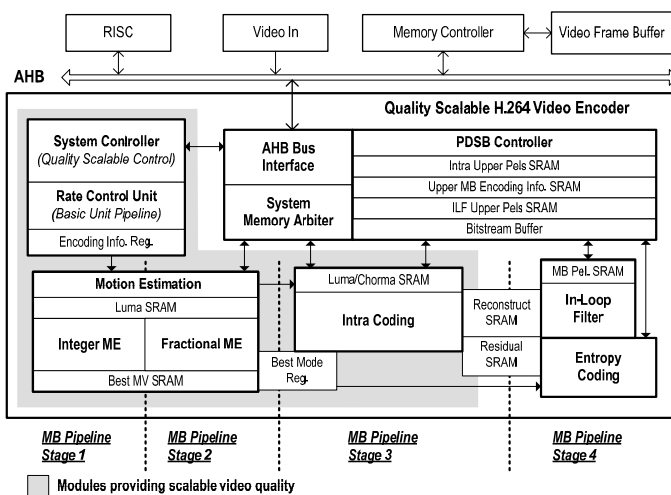 RISC
Video In
Memory Controller
Video Frame Buffer
AHB
Quality Scalable H.264 Video Encoder
System Controller
(Quality Scalable Control)
Rate Control Unit
(Basic Unit Pipeline)
Encoding Info. Reg.
AHB Bus
Interface
System
Memory Arbiter
PDSB Controller
Intra Upper Pels SRAM
Upper MB Encoding Info. SRAM
ILF Upper Pels SRAM
Bitstream Buffer
Motion Estimation
Luma SRAM
Integer ME
Fractional ME
Best MV SRAM
Luma/Chorma SRAM
Intra Coding
Best Mode
Reg.
Reconstruct
SRAM
Residual
SRAM
MB Pel. SRAM
In-Loop
Filter
Entropy
Coding
MB Pipeline
Stage 1
MB Pipeline
Stage 2
MB Pipeline
Stage 3
MB Pipeline
Stage 4
Modules providing scalable video quality